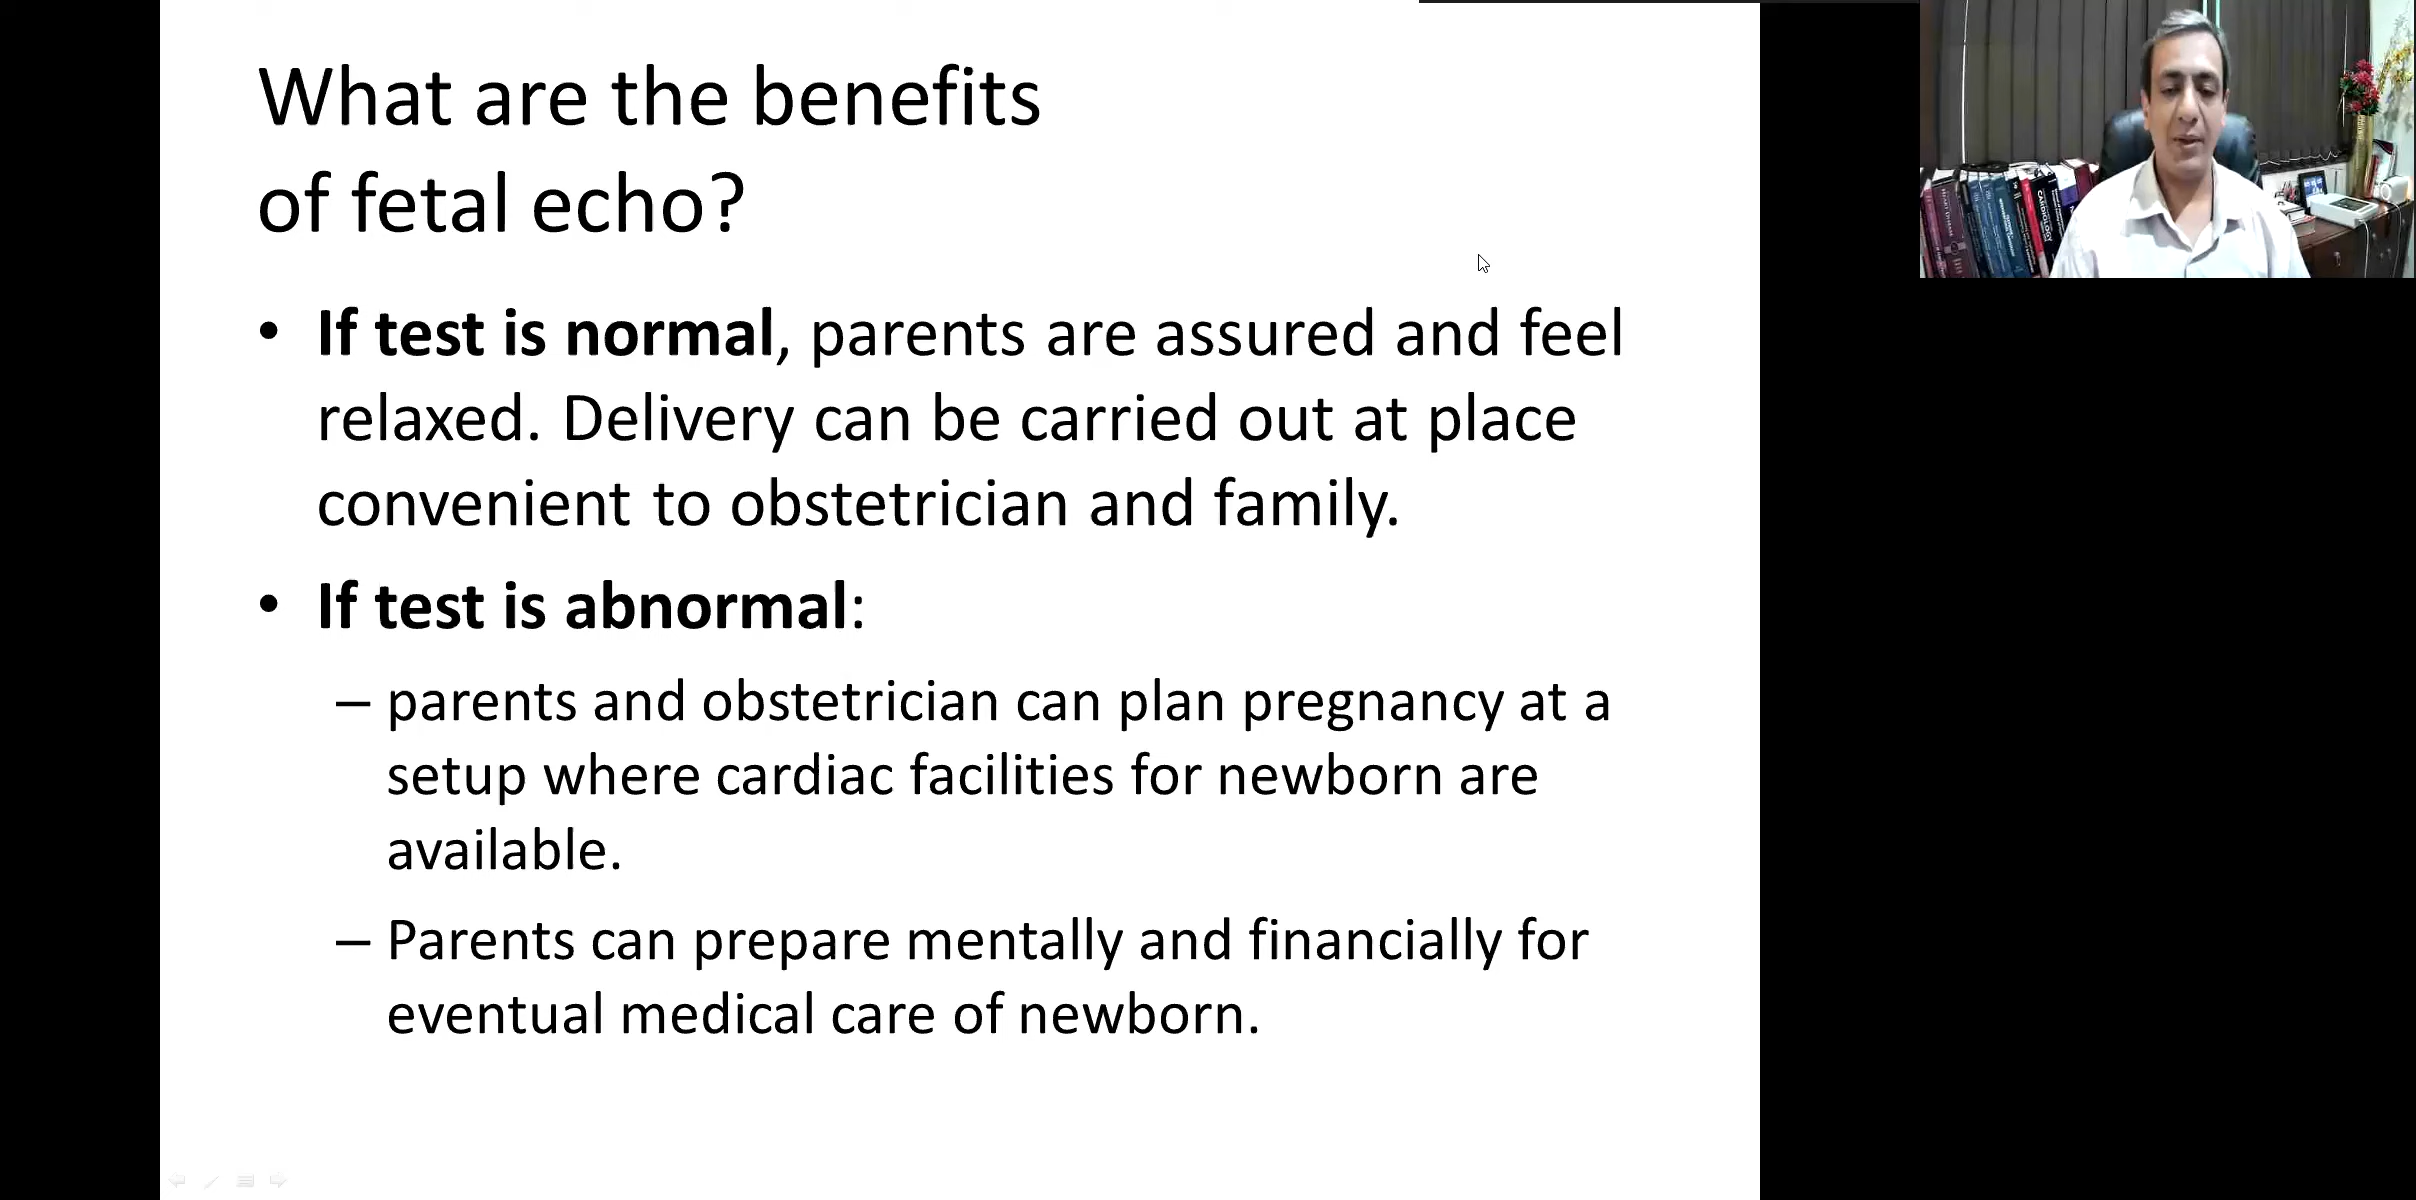 What are the benefits
of fetal echo?
• If test is normal, parents are assured and feel
relaxed. Delivery can be carried out at place
convenient to obstetrician and family.
• If test is abnormal:
– parents and obstetrician can plan pregnancy at a
setup where cardiac facilities for newborn are
available.
– Parents can prepare mentally and financially for
eventual medical care of newborn.
CARDIOLOGY